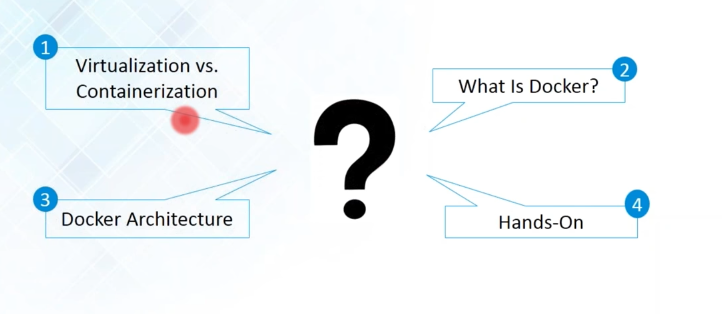 1
Virtualization vs.
Containerization
2
What Is Docker?
?
3
Docker Architecture
4
Hands-On